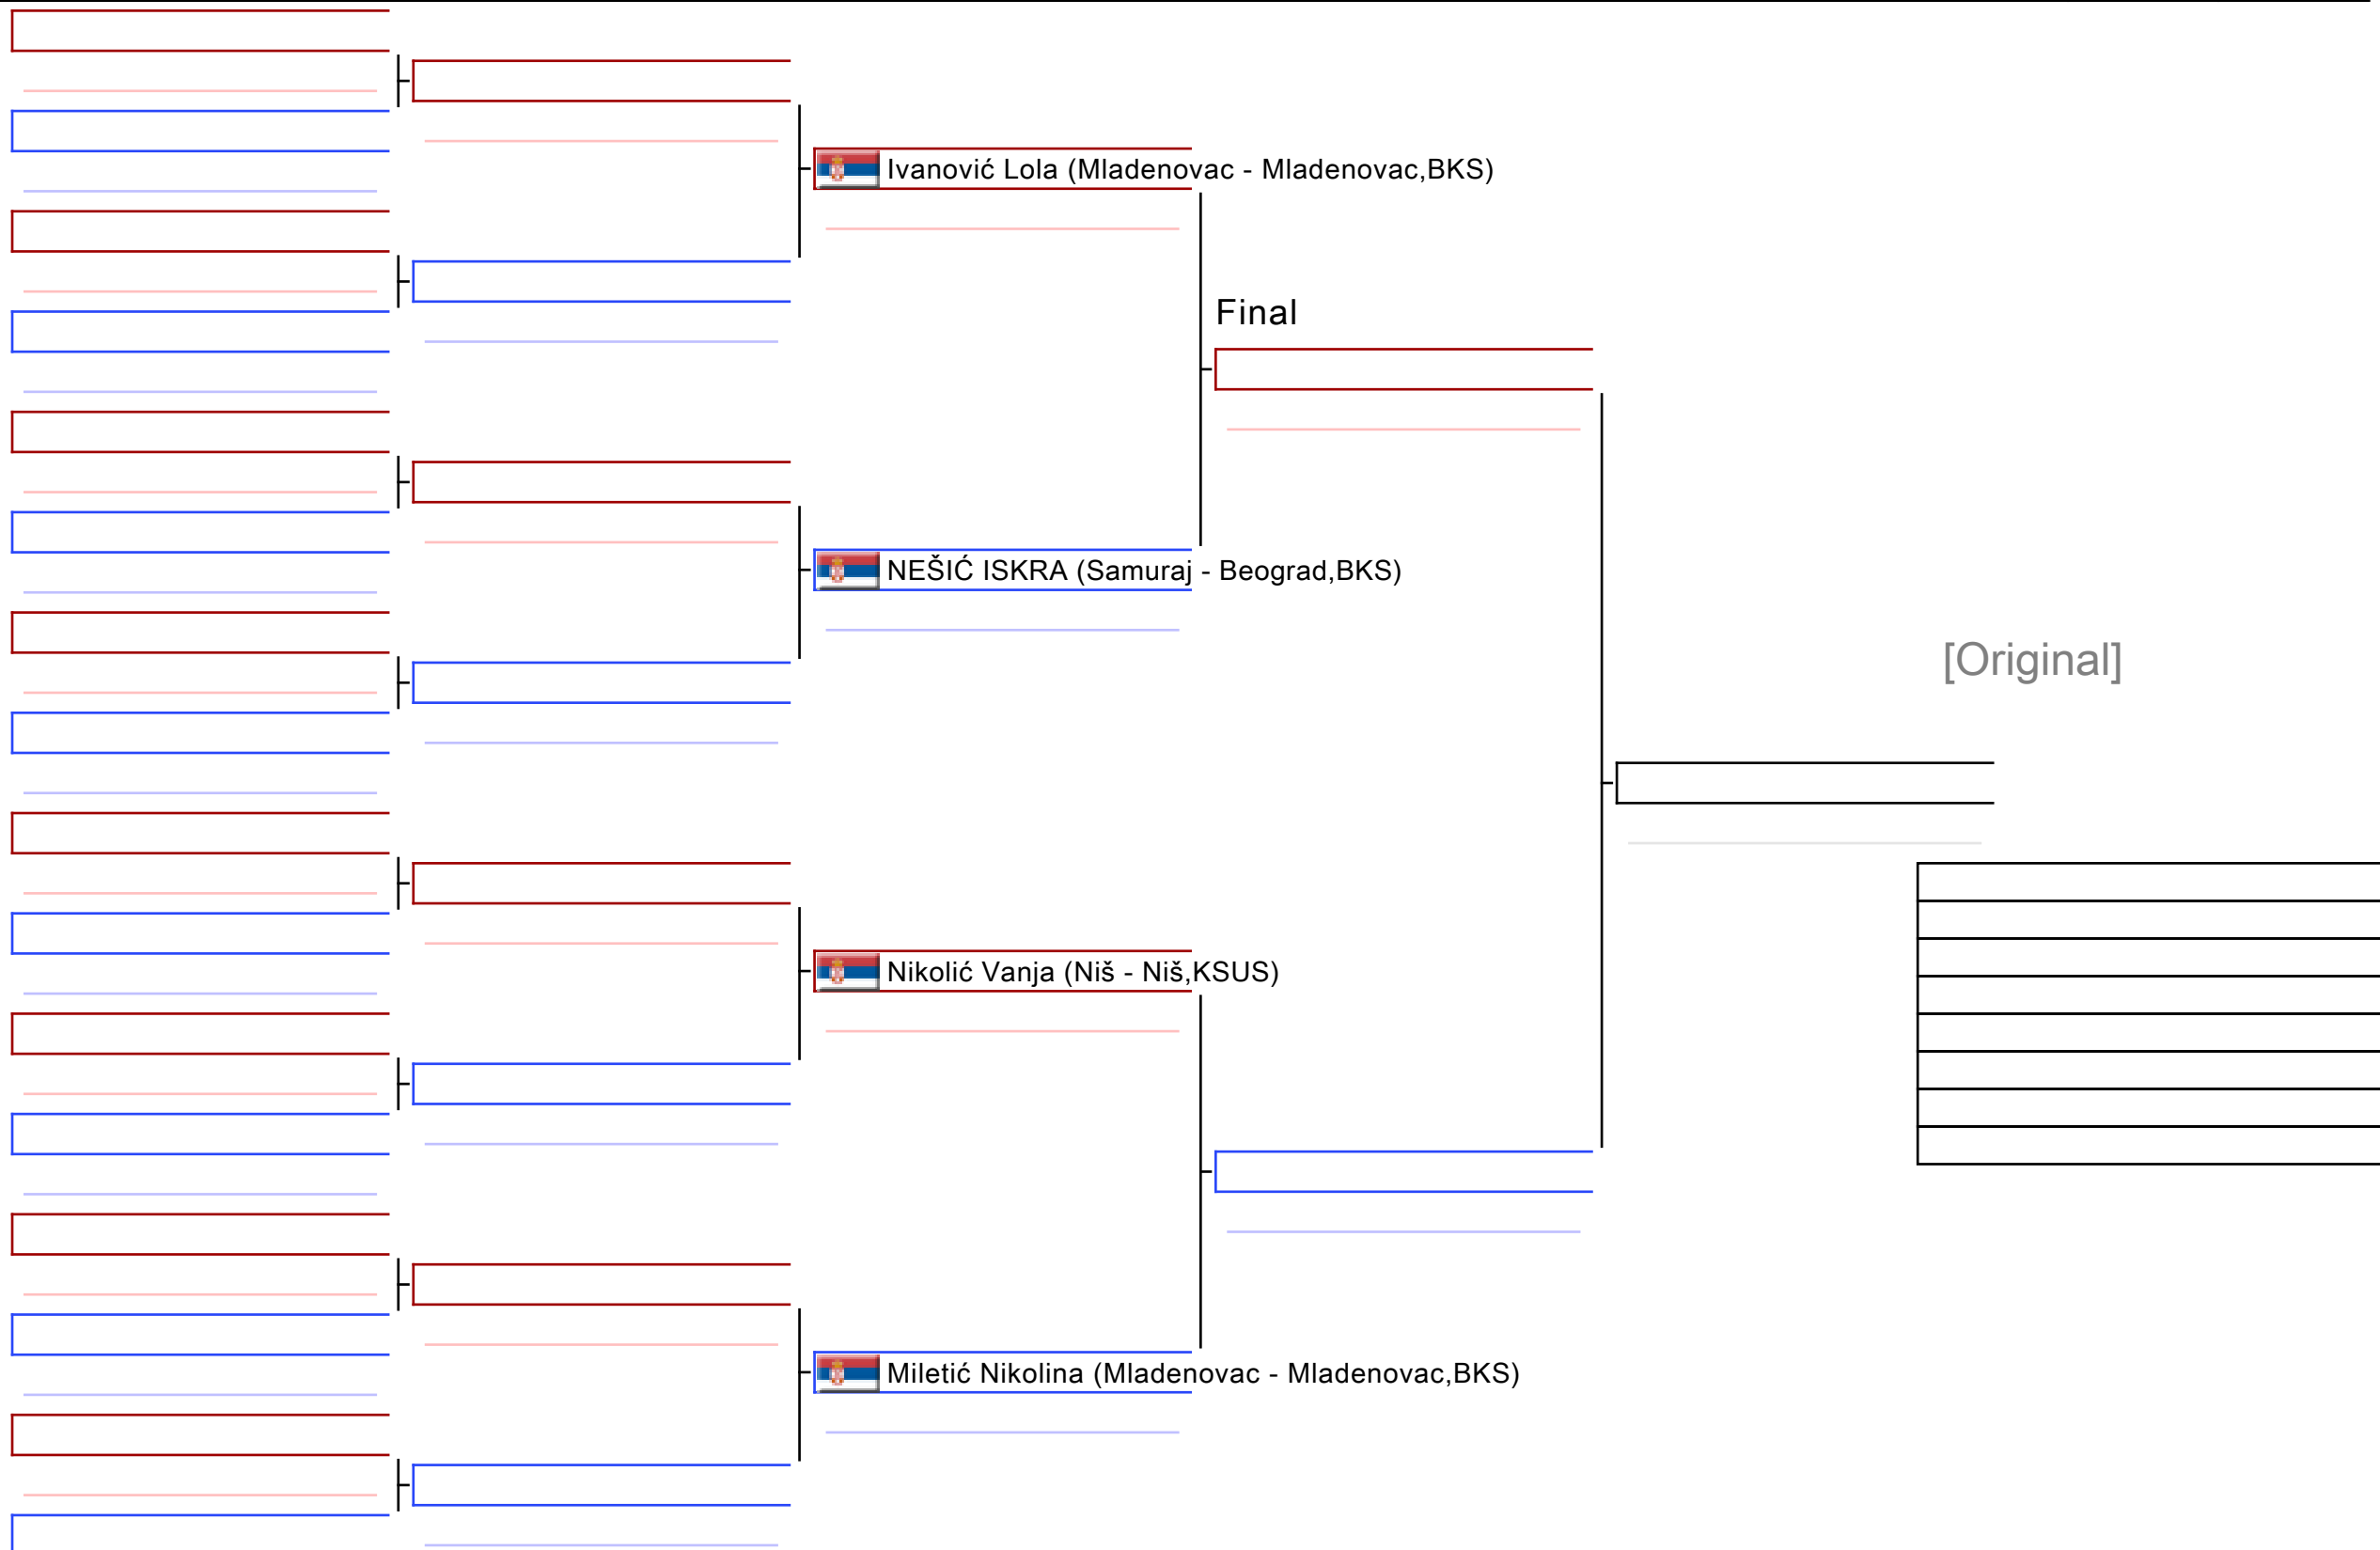 Ivanović Lola (Mladenovac - Mladenovac,BKS)
Final
NEŠIĆ ISKRA (Samuraj - Beograd,BKS)
[Original]
Nikolić Vanja (Niš - Niš,KSUS)
Miletić Nikolina (Mladenovac - Mladenovac,BKS)